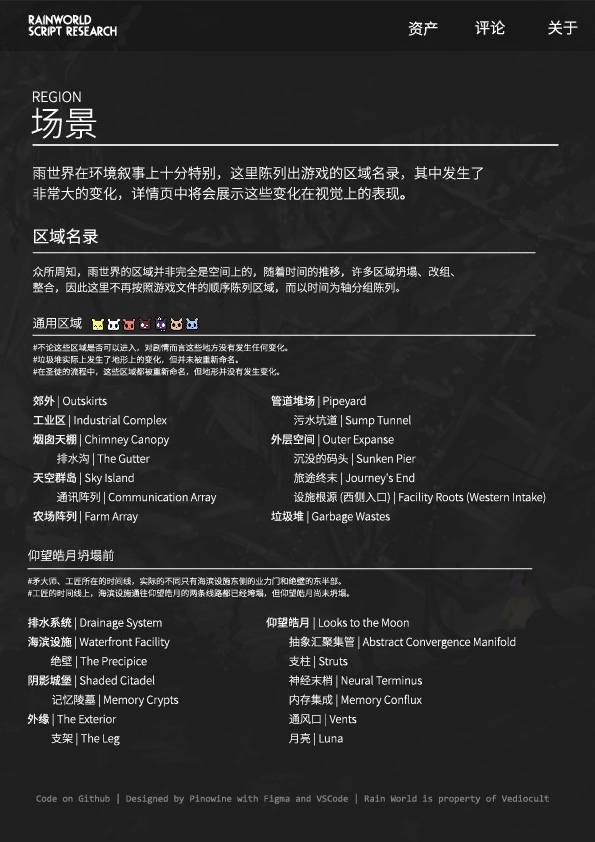 RAINWORLD
SCRIPT RESEARCH
资产 评论 关于
REGION
场景
雨世界在环境叙事上十分特别，这里陈列出游戏的区域名录，其中发生了
非常大的变化，详情页中将会展示这些变化在视觉上的表现。
区域名录
众所周知，雨世界的区域并非完全是空间上的，随着时间的推移，许多区域坍塌、改组、
整合，因此这里不再按照游戏文件的顺序陈列区域，而以时间为轴分组陈列。
通用区域
#不论这些区域是否可以进入，对剧情而言这些地方没有发生任何变化。
#垃圾堆实际上发生了地形上的变化，但并未被重新命名。
#在圣徒的流程中，这些区域都被重新命名，但地形并没有发生变化。
郊外 | Outskirts
工业区 | Industrial Complex
烟囱天棚 | Chimney Canopy
排水沟 | The Gutter
天空群岛 | Sky Island
通讯阵列 | Communication Array
农场阵列 | Farm Array
管道堆场 | Pipeyard
污水坑道 | Sump Tunnel
外层空间 | Outer Expanse
沉没的码头 | Sunken Pier
旅途终末 | Journey's End
设施根源 (西侧入口) | Facility Roots (Western Intake)
垃圾堆 | Garbage Wastes
仰望皓月坍塌前
#矛大师、工匠所在的时间线，实际的不同只有海滨设施东侧的业力门和绝壁的东半部。
#工匠的时间线上，海滨设施通往仰望皓月的两条线路都已经垮塌，但仰望皓月尚未坍塌。
排水系统 | Drainage System
海滨设施 | Waterfront Facility
绝壁 | The Precipice
阴影城堡 | Shaded Citadel
记忆陵墓 | Memory Crypts
外缘 | The Exterior
支架 | The Leg
仰望皓月 | Looks to the Moon
抽象汇聚集管 | Abstract Convergence Manifold
支柱 | Struts
神经末梢 | Neural Terminus
内存集成 | Memory Conflux
通风口 | Vents
月亮 | Luna
Code on Github | Designed by Pinowine with Figma and VSCode | Rain World is property of Vediocult